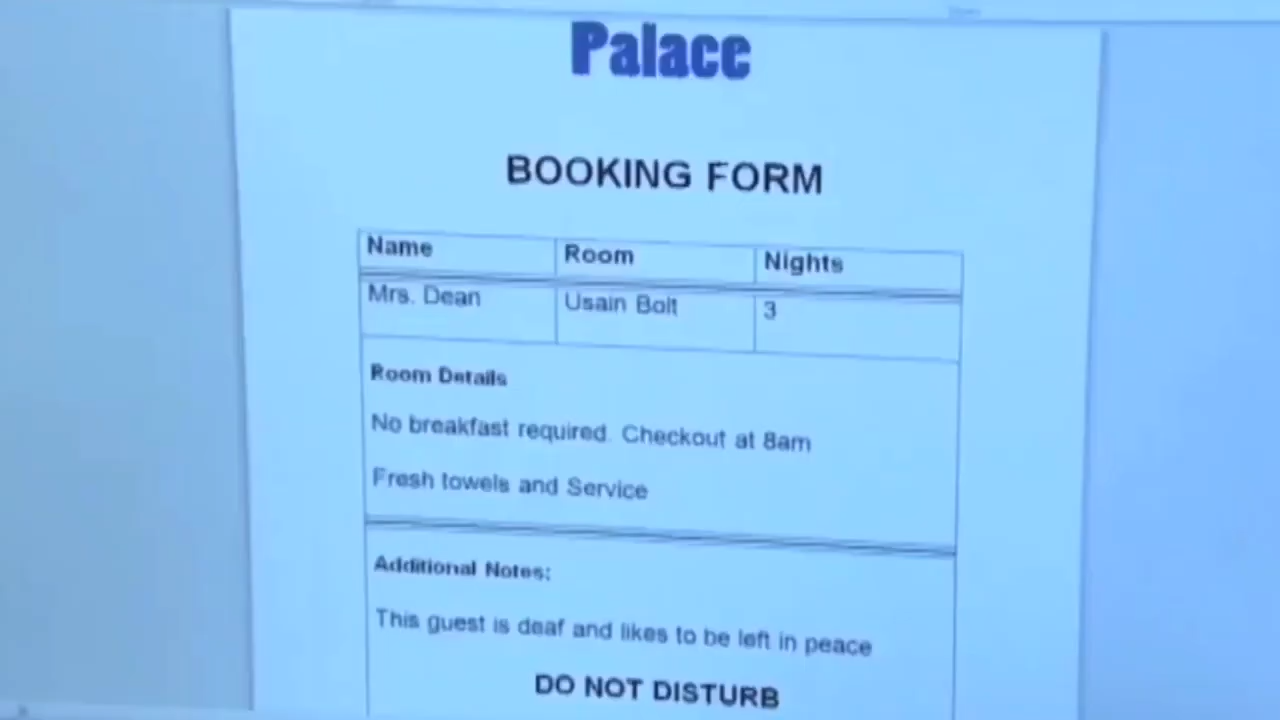 Palace
BOOKING FORM
Name Room Nights
Mrs. Dean Usain Bolt 3
Room Details
No breakfast required. Checkout at 8am
Fresh towels and Service
Additional Notes:
This guest is deaf and likes to be left in peace
DO NOT DISTURB